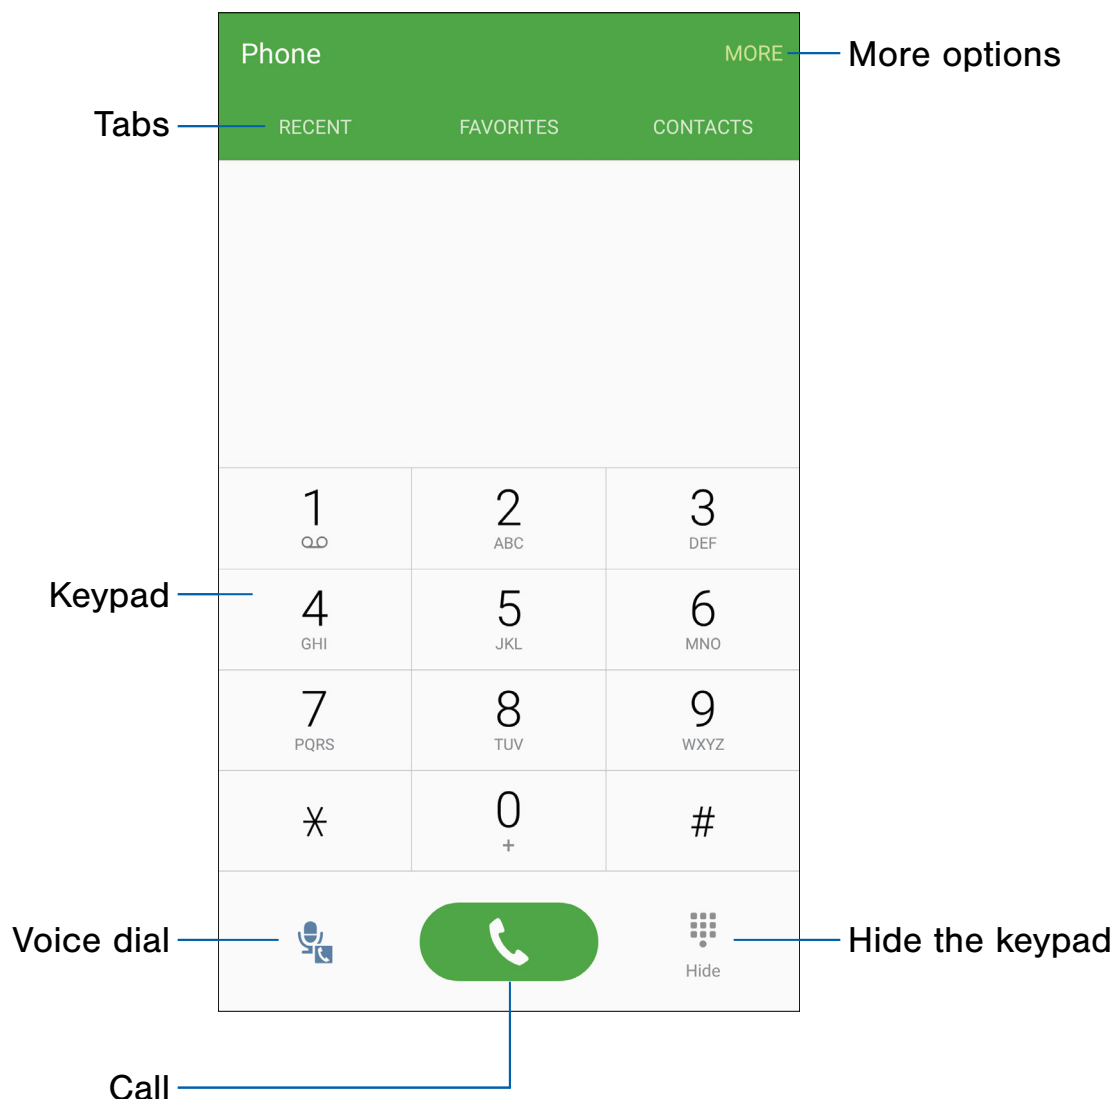 Phone MORE More options
Tabs RECENT FAVORITES CONTACTS
1 2 3
ABC DEF
Keypad 4 5 6
GHI JKL MNO
7 8 9
PQRS TUV WXYZ
* 0 #
+
Voice dial Hide the keypad
Hide
Call